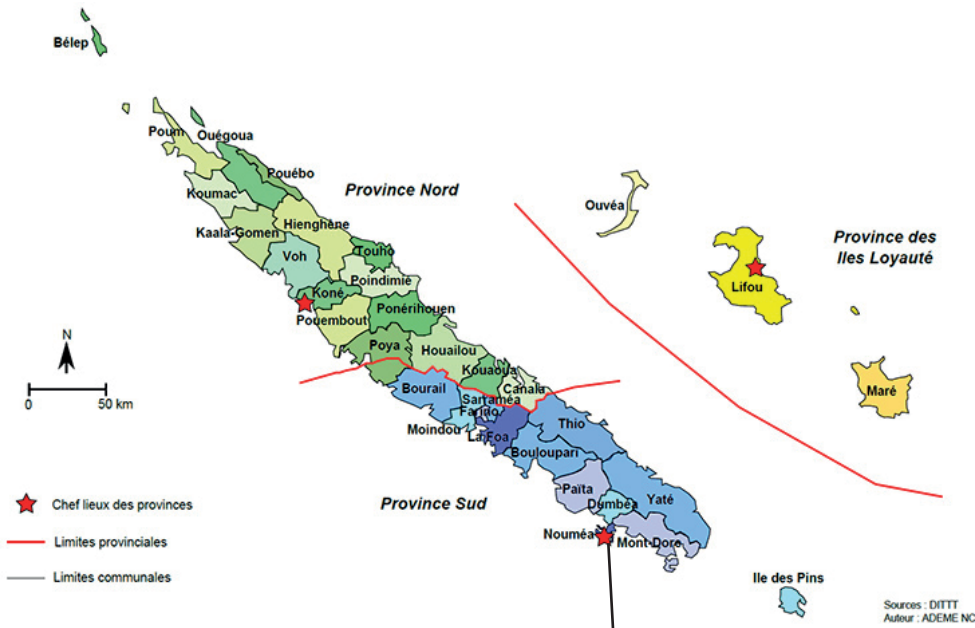 Bélep
Poum
Ouégoua
Pouébo
Koumac
Province Nord
Ouvéa
Kaala-Gomen
Hienghène
Touho
Voh
Province des
Iles Loyauté
Poindimié
Lifou
Koné
Ponérihouen
Pouembout
N
Poya
Houailou
Kouaoua
Canala
Maré
0 50 km
Bourail
Sarraméa
Farino
Moindou
La Foa
Thio
Bouloupari
Païta
Yaté
Province Sud
Dumbéa
Nouméa
Mont-Dore
Chef lieux des provinces
Limites provinciales
Limites communales
Ile des Pins
Sources : DITTT
Auteur : ADEME NC